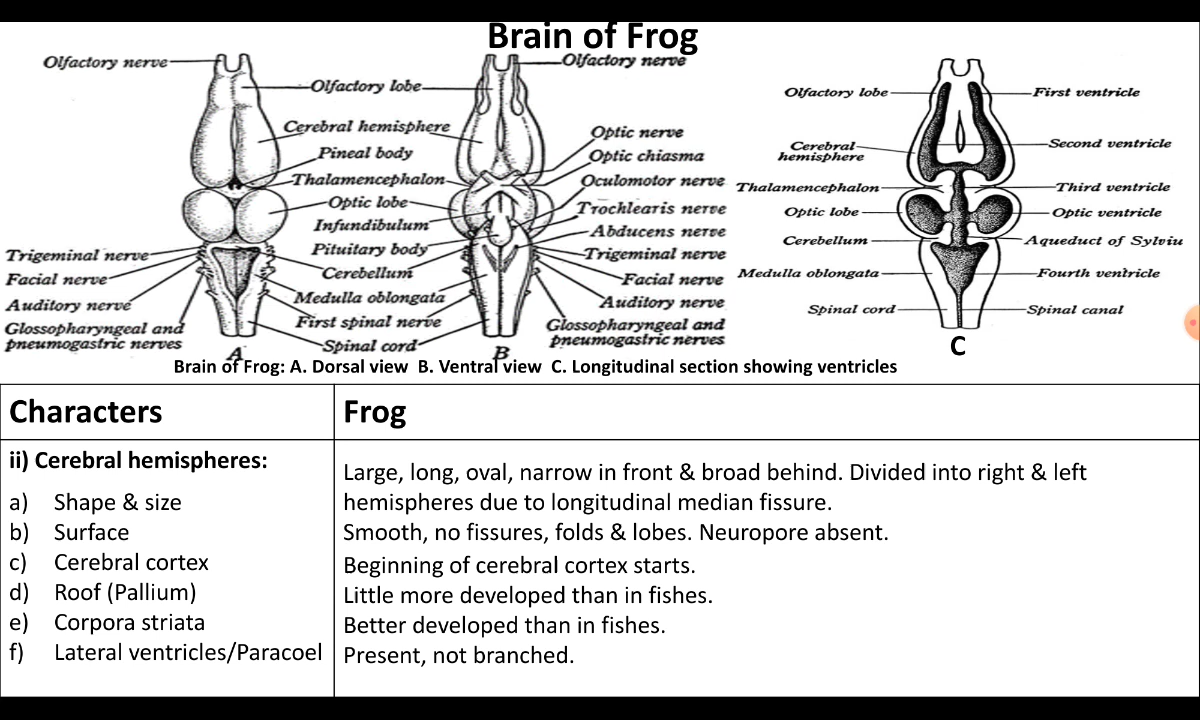 Brain of Frog
Olfactory nerve
Olfactory lobe
Cerebral hemisphere
Pineal body
Thalamencephalon
Optic lobe
Infundibulum
Pituitary body
Cerebellum
Medulla oblongata
First spinal nerve
Spinal cord
Trigeminal nerve
Facial nerve
Auditory nerve
Glossopharyngeal and
pneumogastric nerves
A
Olfactory nerve
Optic nerve
Optic chiasma
Oculomotor nerve
Trochlearis nerve
Abducens nerve
Trigeminal nerve
Facial nerve
Auditory nerve
Glossopharyngeal and
pneumogastric nerves
B
Olfactory lobe
Cerebral
hemisphere
Thalamencephalon
Optic lobe
Cerebellum
Medulla oblongata
Spinal cord
First ventricle
Second ventricle
Third ventricle
Optic ventricle
Aqueduct of Sylviu
Fourth ventricle
Spinal canal
C
Brain of Frog: A. Dorsal view B. Ventral view C. Longitudinal section showing ventricles
Characters
Frog
ii) Cerebral hemispheres:
a) Shape & size
Large, long, oval, narrow in front & broad behind. Divided into right & left
hemispheres due to longitudinal median fissure.
b) Surface
Smooth, no fissures, folds & lobes. Neuropore absent.
c) Cerebral cortex
Beginning of cerebral cortex starts.
d) Roof (Pallium)
Little more developed than in fishes.
e) Corpora striata
Better developed than in fishes.
f) Lateral ventricles/Paracoel
Present, not branched.